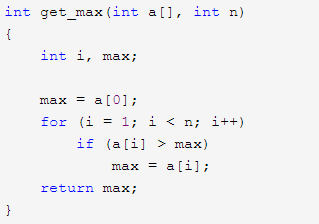 int get_max(int a[], int n)
{
    int i, max;

    max = a[0];
    for (i = 1; i < n; i++)
        if (a[i] > max)
            max = a[i];
    return max;
}